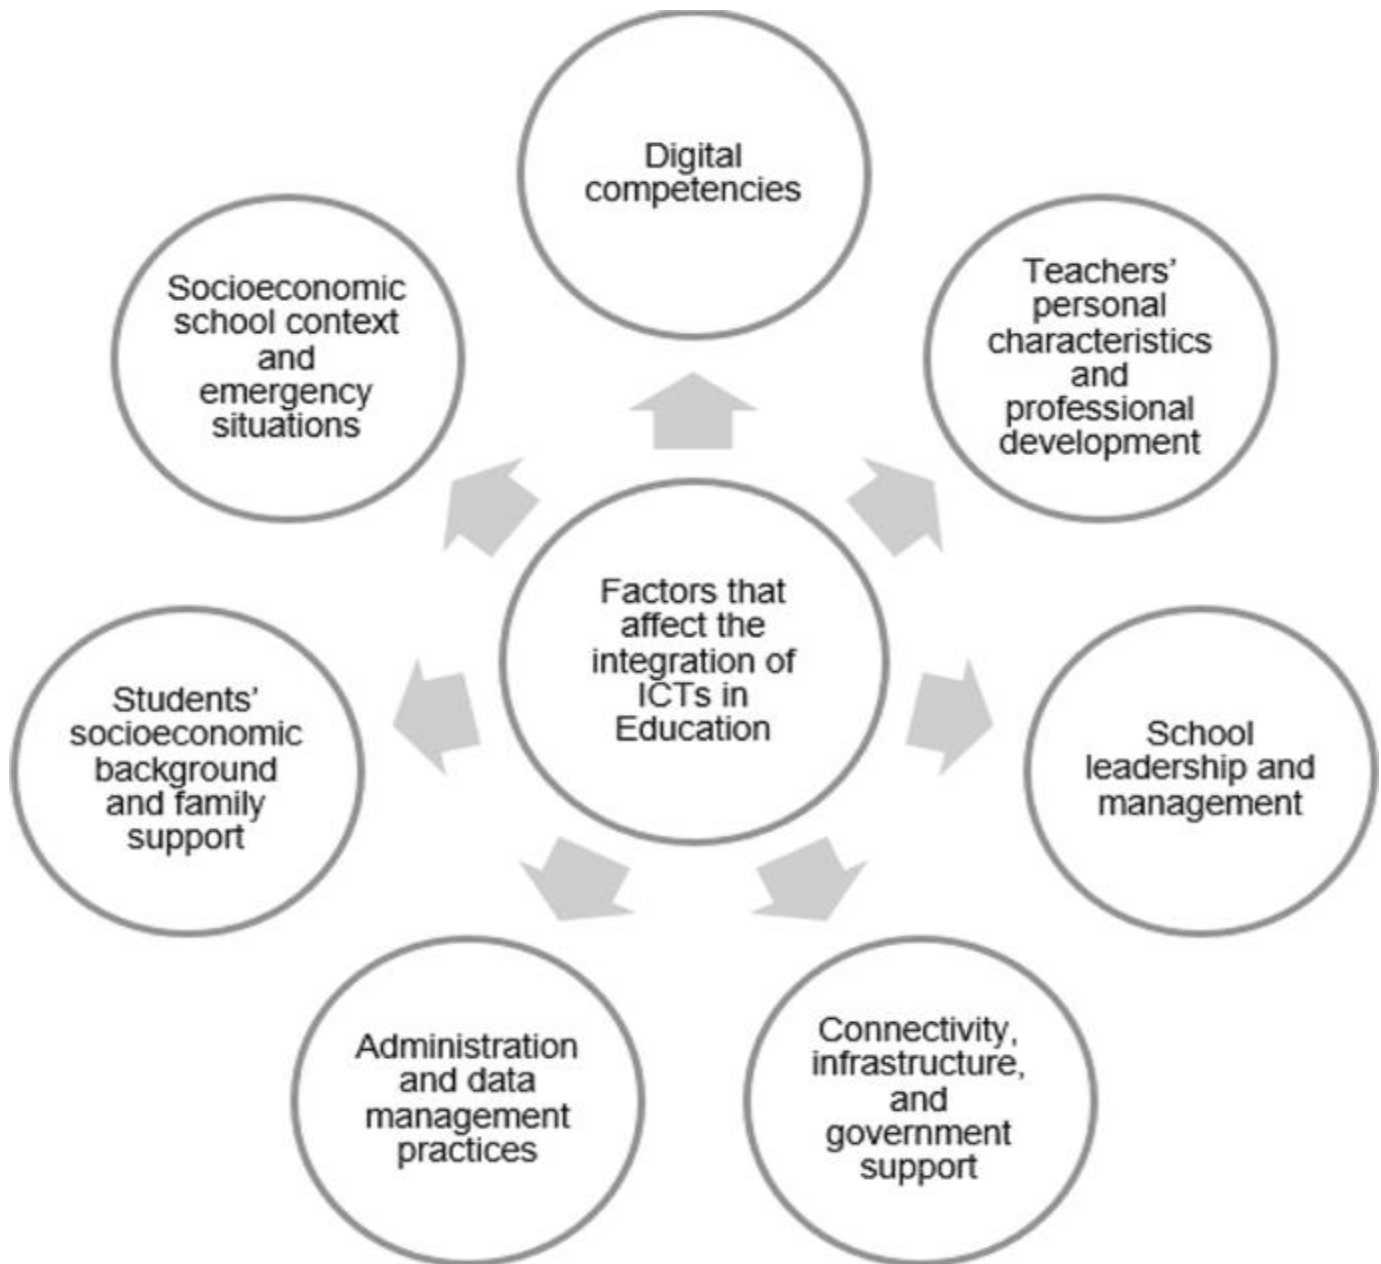 Digital
competencies
Teachers’
personal
characteristics
and
professional
development
School
leadership and
management
Connectivity,
infrastructure,
and
government
support
Administration
and data
management
practices
Students’
socioeconomic
background
and family
support
Socioeconomic
school context
and
emergency
situations
Factors that
affect the
integration of
ICTs in
Education